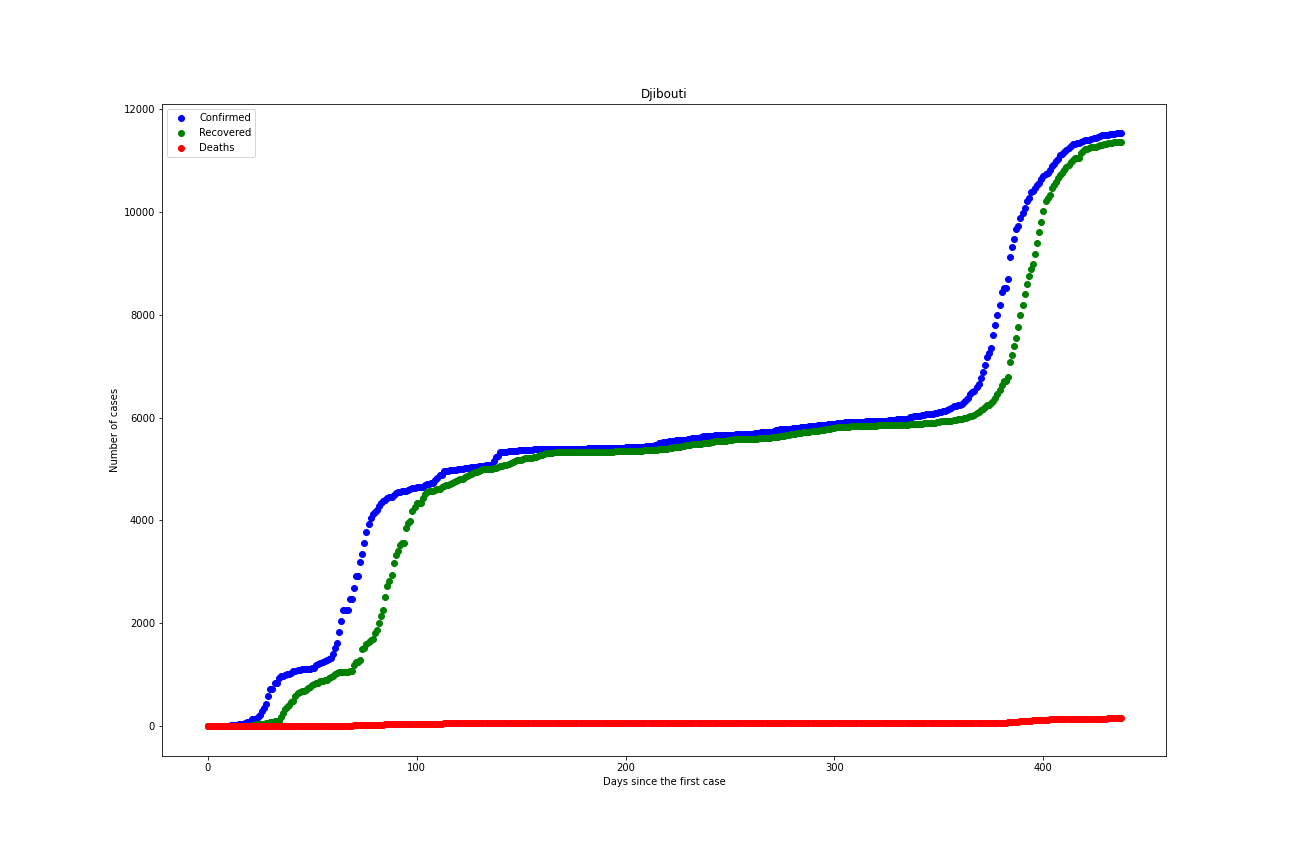 Djibouti
Confirmed
Recovered
Deaths
12000
10000
8000
6000
4000
2000
0
Number of cases
0 100 200 300 400
Days since the first case